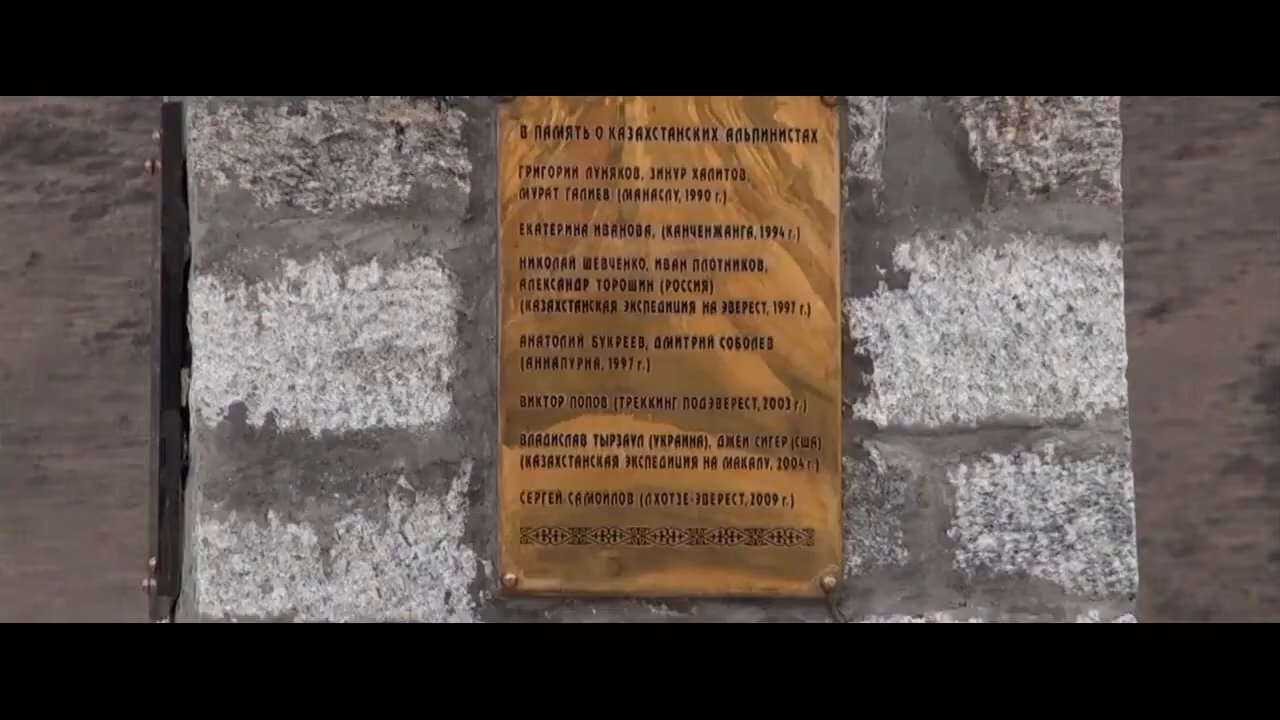 В ПАМЯТЬ О КАЗАХСТАНСКИХ АЛЬПИНИСТАХ
ГРИГОРИЙ ЛУНЯКОВ, ЗИНУР ХАЛИТОВ,
МУРАТ ГАЛИЕВ (МАНАСЛУ, 1990 г.)
ЕКАТЕРИНА ИВАНОВА, (КАНЧЕНЖАНГА, 1994 г.)
НИКОЛАЙ ШЕВЧЕНКО, ИВАН ПЛОТНИКОВ,
АЛЕКСАНДР ТОРОШИН (РОССИЯ)
(КАЗАХСТАНСКАЯ ЭКСПЕДИЦИЯ НА ЭВЕРЕСТ, 1997 г.)
АНАТОЛИЙ БУКРЕЕВ, ДМИТРИЙ СОБОЛЕВ
(АННАПУРНА, 1997 г.)
ВИКТОР ПОПОВ (ТРЕККИНГ ПОД ЭВЕРЕСТ, 2003 г.)
ВЛАДИСЛАВ ТЫРЗАУЛ (УКРАИНА), ДЖЕЙ СИГЕР (США)
(КАЗАХСТАНСКАЯ ЭКСПЕДИЦИЯ НА МАКАЛУ, 2004 г.)
СЕРГЕЙ САМОЙЛОВ (ЛХОТЗЕ-ЭВЕРЕСТ, 2009 г.)